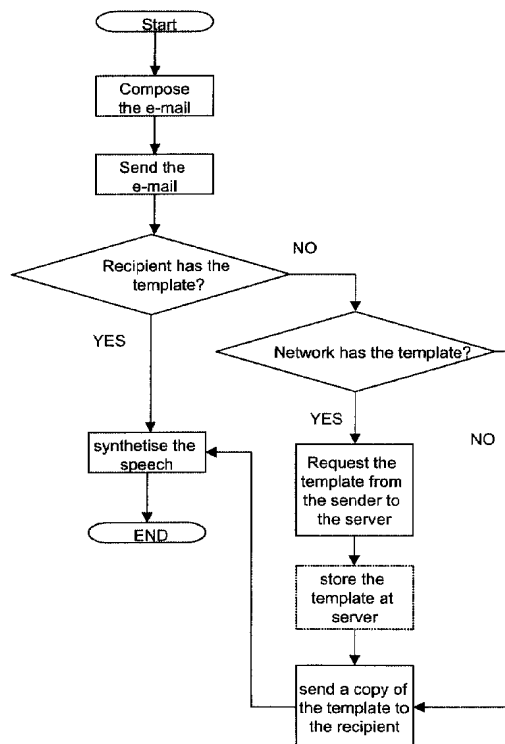 Start
Compose
the e-mail
Send the
e-mail
Recipient has the
template?
NO
YES
Network has the template?
YES
NO
synthetise the
speech
END
Request the
template from
the sender to
the server
store the
template at
server
send a copy of
the template to
the recipient